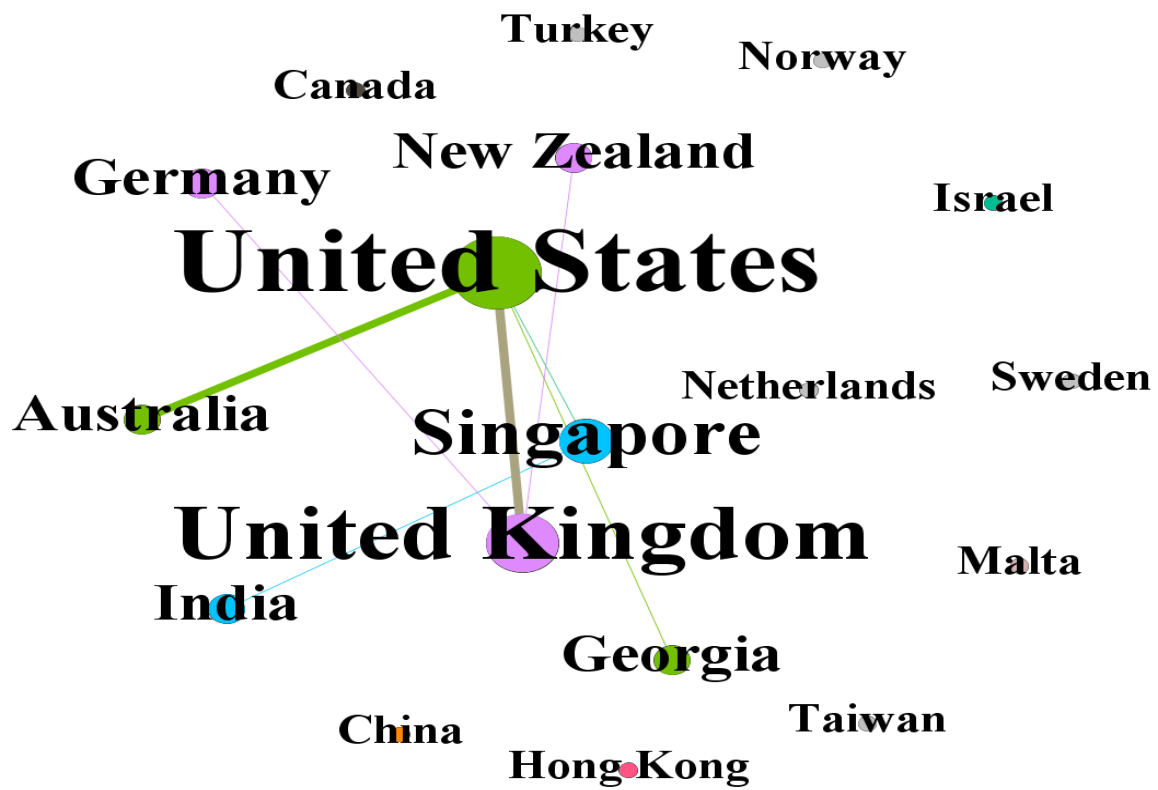 Turkey
Norway
Canada
New Zealand
Germany
Israel
United States
Netherlands
Sweden
Australia
Singapore
United Kingdom
Malta
India
Georgia
Taiwan
China
Hong Kong